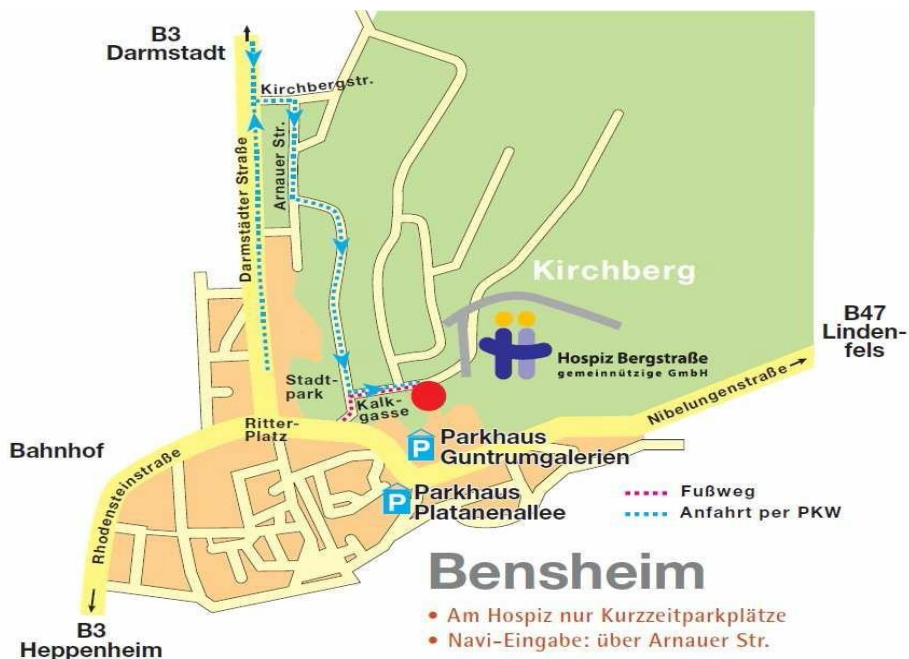 B3
Darmstadt
Kirchbergstr.
Arnauer Str.
Darmstädter Straße
Kirchberg
B47
Linden-
fels
Hospiz Bergstraße
gemeinnützige GmbH
Nibelungenstraße
Stadt-
park
Kalk-
gasse
Ritter-
Platz
Bahnhof
Rhodensteinstraße
P Parkhaus
Guntrumgalerien
P Parkhaus
Platanenallee
Fußweg
Anfahrt per PKW
Bensheim
• Am Hospiz nur Kurzzeitparkplätze
• Navi-Eingabe: über Arnauer Str.
B3
Heppenheim